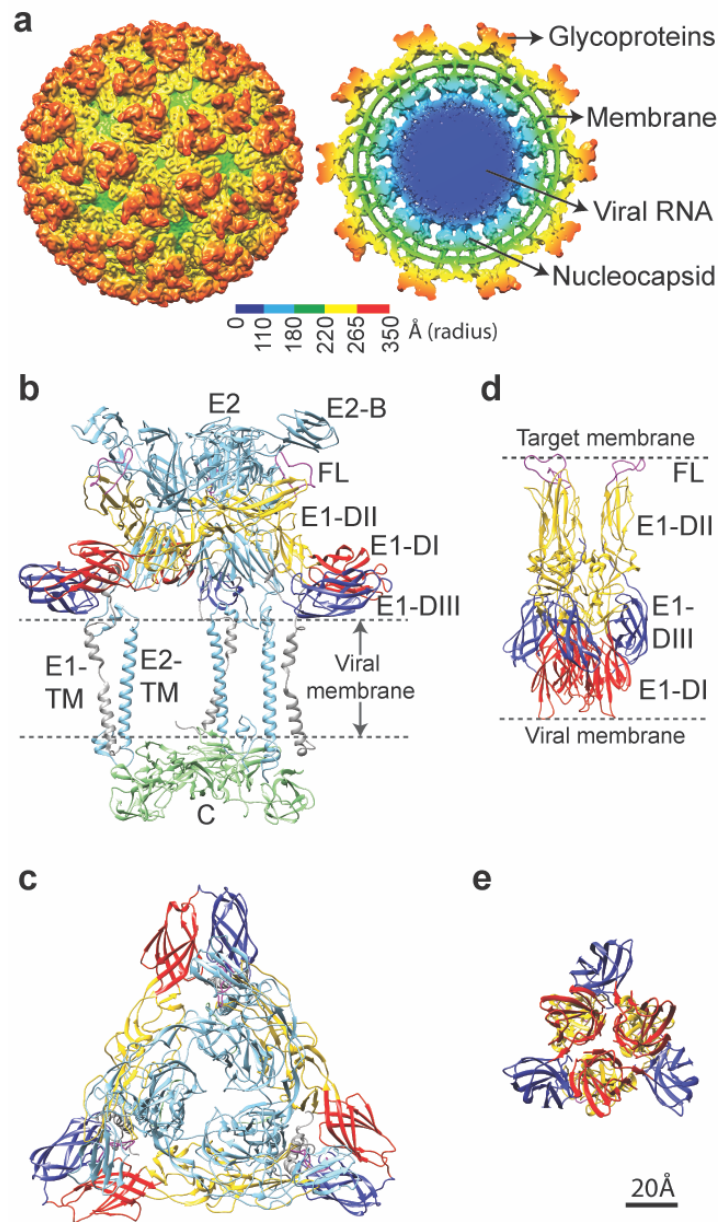 a
Glycoproteins
Membrane
Viral RNA
Nucleocapsid
0 110 180 220 265 350 Å (radius)
b
E2
E2-B
FL
E1-DII
E1-DI
E1-DIII
E1-
TM
E2-
TM
Viral
membrane
C
d
Target membrane
FL
E1-DII
E1-
DIII
E1-DI
Viral membrane
c
e
20Å